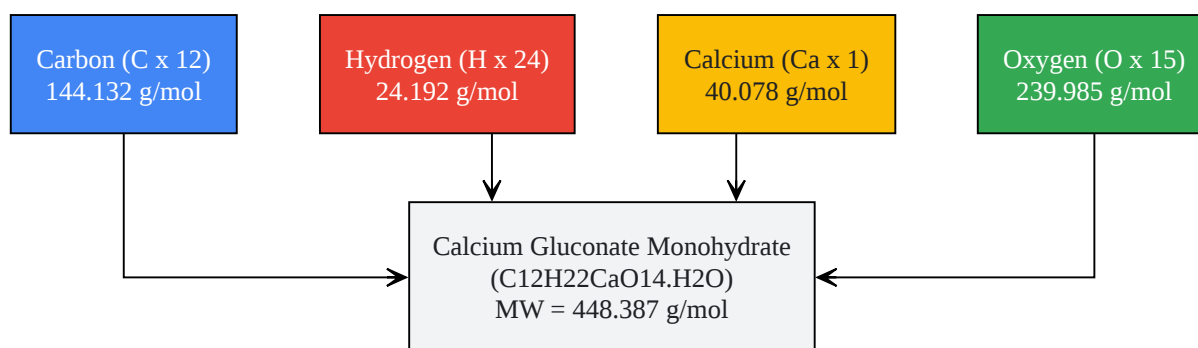 Carbon (C x 12)
144.132 g/mol
Hydrogen (H x 24)
24.192 g/mol
Calcium (Ca x 1)
40.078 g/mol
Oxygen (O x 15)
239.985 g/mol
Calcium Gluconate Monohydrate
(C12H22CaO14.H2O)
MW = 448.387 g/mol